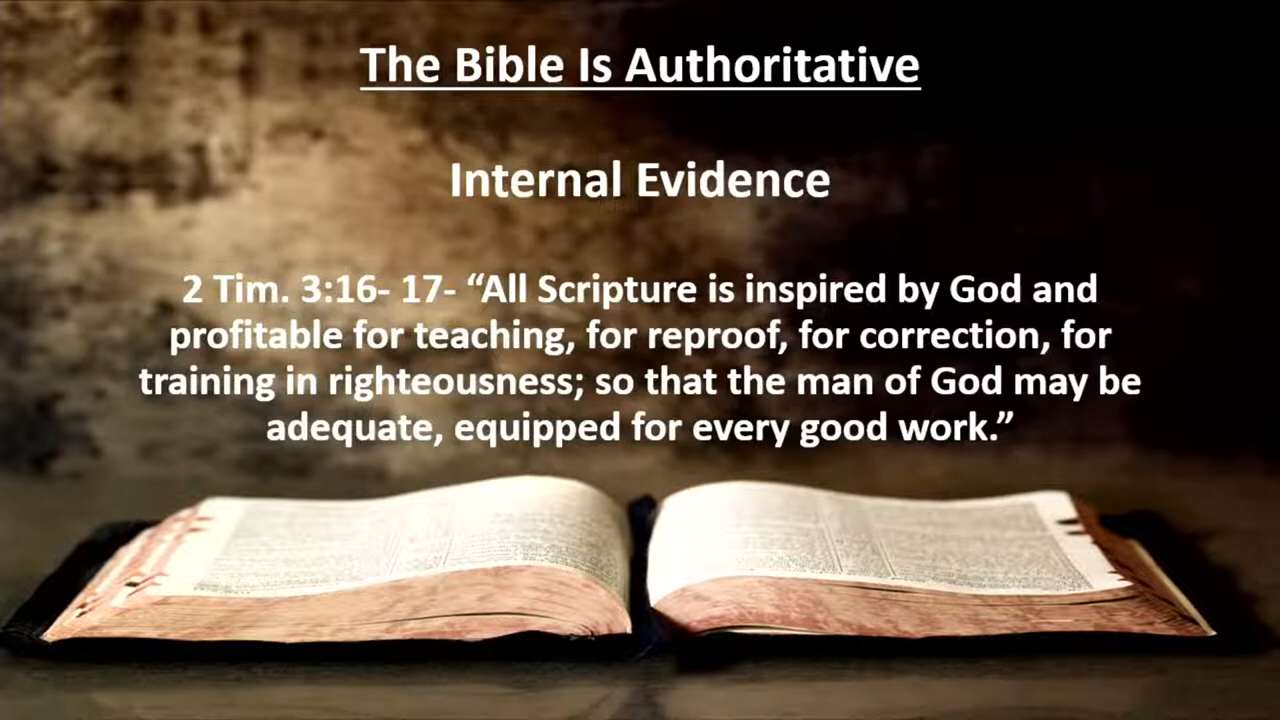 The Bible Is Authoritative
Internal Evidence
2 Tim. 3:16- 17- “All Scripture is inspired by God and
profitable for teaching, for reproof, for correction, for
training in righteousness; so that the man of God may be
adequate, equipped for every good work.”